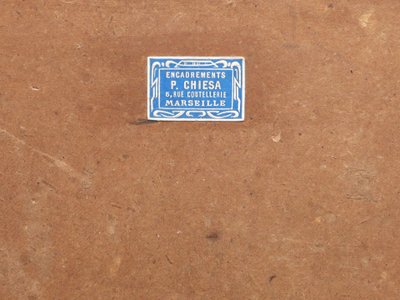 ENCADREMENTS
P. CHIESA
6, RUE COUTELLERIE
MARSEILLE